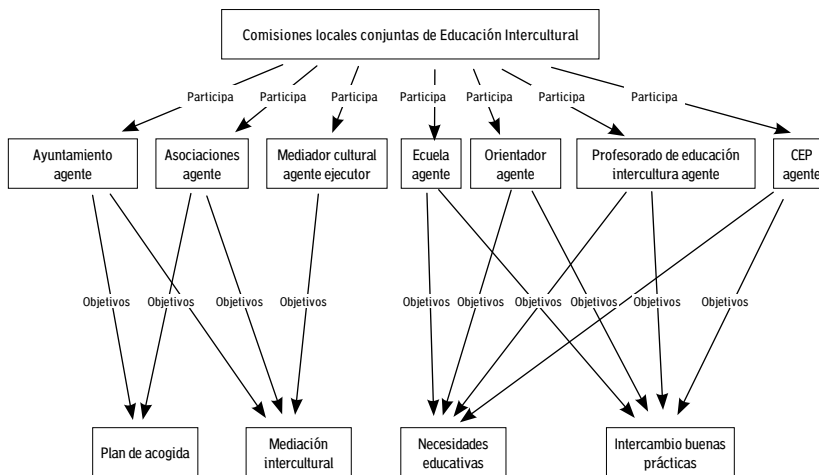 Comisiones locales conjuntas de Educación Intercultural
Participa Participa Participa Participa Participa Participa Participa
Ayuntamiento
agente
Asociaciones
agente
Mediador cultural
agente ejecutor
Ecuela
agente
Orientador
agente
Profesorado de educación
intercultura agente
CEP
agente
Objetivos Objetivos Objetivos Objetivos Objetivos Objetivos Objetivos Objetivos Objetivos Objetivos
Plan de acogida
Mediación
intercultural
Necesidades
educativas
Intercambio buenas
prácticas